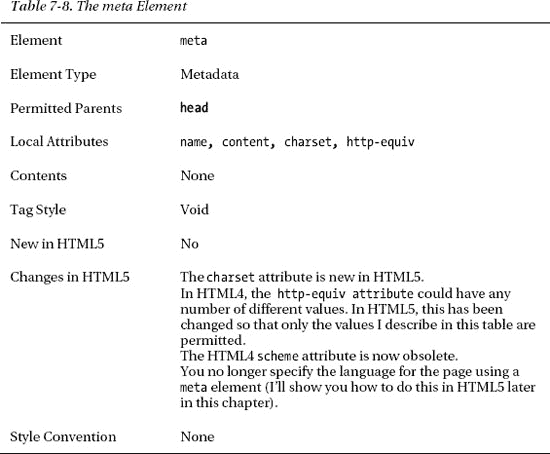 Table 7-8. The meta Element
Element meta
Element Type Metadata
Permitted Parents head
Local Attributes name, content, charset, http-equiv
Contents None
Tag Style Void
New in HTML5 No
Changes in HTML5 The charset attribute is new in HTML5.
In HTML4, the http-equiv attribute could have any
number of different values. In HTML5, this has been
changed so that only the values I describe in this table are
permitted.
The HTML4 scheme attribute is now obsolete.
You no longer specify the language for the page using a
meta element (I'll show you how to do this in HTML5 later
in this chapter).
Style Convention None